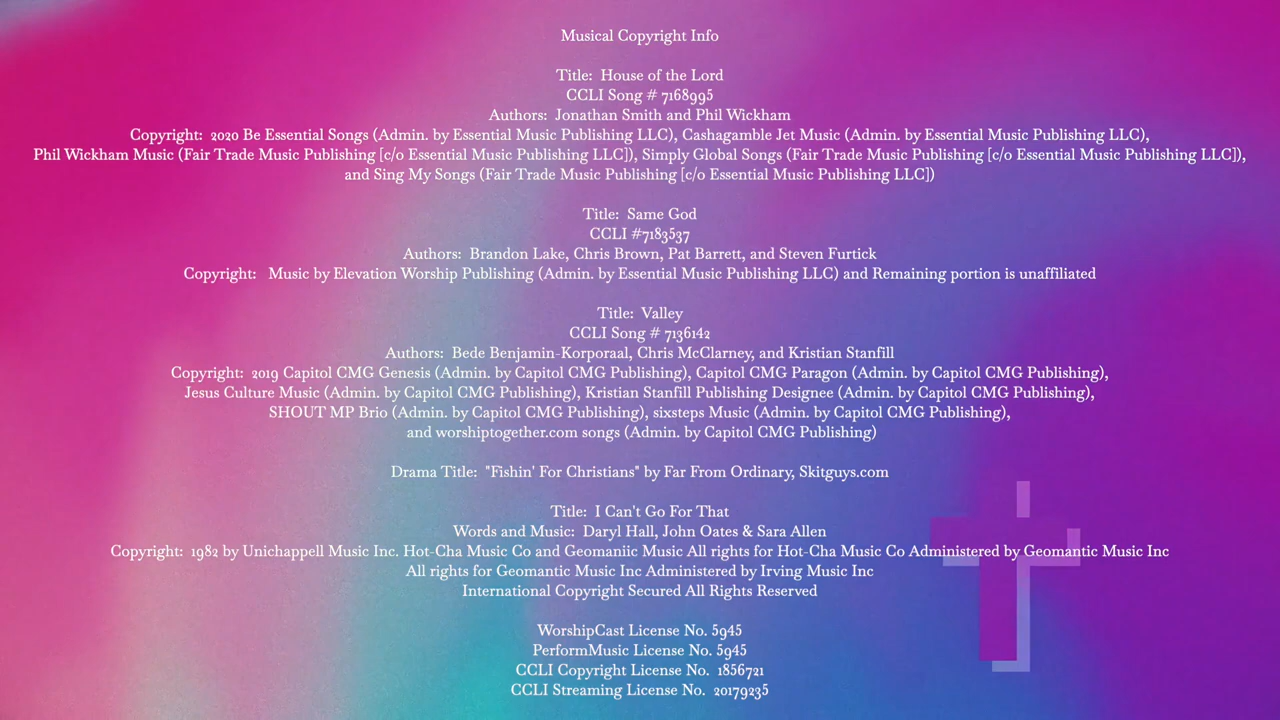 Musical Copyright Info
Title:  House of the Lord
CCLI Song # 7168995
Authors:  Jonathan Smith and Phil Wickham
Copyright:  2020 Be Essential Songs (Admin. by Essential Music Publishing LLC), Cashagamble Jet Music (Admin. by Essential Music Publishing LLC),
Phil Wickham Music (Fair Trade Music Publishing [c/o Essential Music Publishing LLC]), Simply Global Songs (Fair Trade Music Publishing [c/o Essential Music Publishing LLC]),
and Sing My Songs (Fair Trade Music Publishing [c/o Essential Music Publishing LLC])
Title:  Same God
CCLI #7183537
Authors:  Brandon Lake, Chris Brown, Pat Barrett, and Steven Furtick
Copyright:   Music by Elevation Worship Publishing (Admin. by Essential Music Publishing LLC) and Remaining portion is unaffiliated
Title:  Valley
CCLI Song # 7136142
Authors:  Bede Benjamin-Korporaal, Chris McClarney, and Kristian Stanfill
Copyright:  2019 Capitol CMG Genesis (Admin. by Capitol CMG Publishing), Capitol CMG Paragon (Admin. by Capitol CMG Publishing),
Jesus Culture Music (Admin. by Capitol CMG Publishing), Kristian Stanfill Publishing Designee (Admin. by Capitol CMG Publishing),
SHOUT MP Brio (Admin. by Capitol CMG Publishing), sixsteps Music (Admin. by Capitol CMG Publishing),
and worshiptogether.com songs (Admin. by Capitol CMG Publishing)
Drama Title:  "Fishin' For Christians" by Far From Ordinary, Skitguys.com
Title:  I Can't Go For That
Words and Music:  Daryl Hall, John Oates & Sara Allen
Copyright:  1982 by Unichappell Music Inc. Hot-Cha Music Co and Geomaniic Music All rights for Hot-Cha Music Co Administered by Geomantic Music Inc
All rights for Geomantic Music Inc Administered by Irving Music Inc
International Copyright Secured All Rights Reserved
WorshipCast License No. 5945
PerformMusic License No. 5945
CCLI Copyright License No.  1856721
CCLI Streaming License No.  20179235